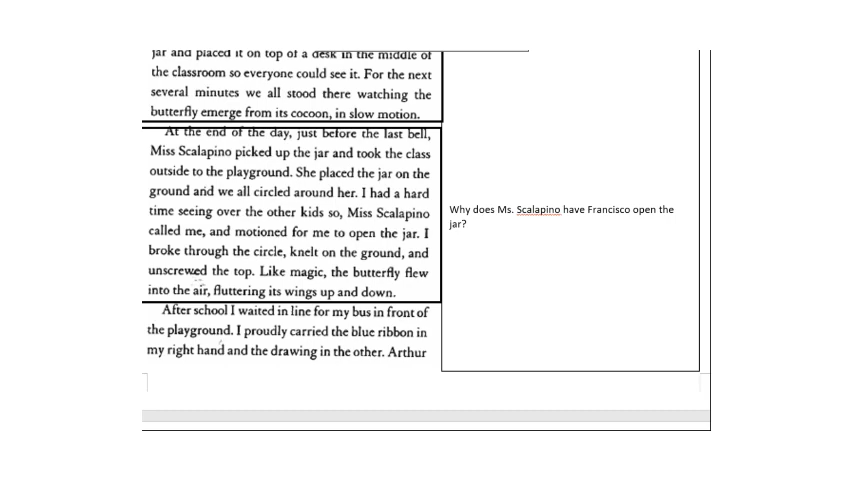 jar and placed it on top of a desk in the middle of
the classroom so everyone could see it. For the next
several minutes we all stood there watching the
butterfly emerge from its cocoon, in slow motion.
At the end of the day, just before the last bell,
Miss Scalapino picked up the jar and took the class
outside to the playground. She placed the jar on the
ground and we all circled around her. I had a hard
time seeing over the other kids so, Miss Scalapino
called me, and motioned for me to open the jar. I
broke through the circle, knelt on the ground, and
unscrewed the top. Like magic, the butterfly flew
into the air, fluttering its wings up and down.
After school I waited in line for my bus in front of
the playground. I proudly carried the blue ribbon in
my right hand and the drawing in the other. Arthur
Why does Ms. Scalapino have Francisco open the
jar?